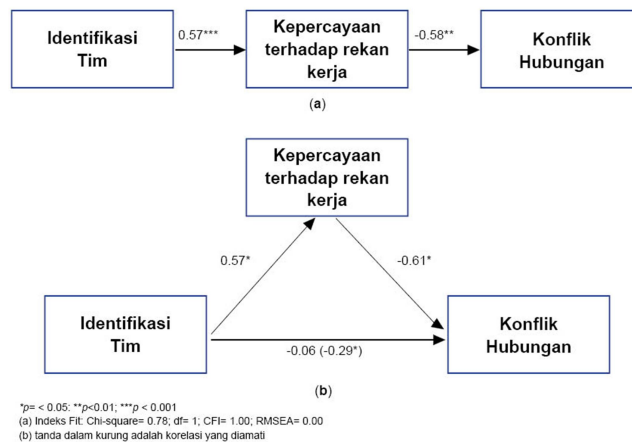 Identifikasi
Tim
0.57***
Kepercayaan
terhadap rekan
kerja
-0.58**
Konflik
Hubungan
(a)
Kepercayaan
terhadap rekan
kerja
0.57*
-0.61*
Identifikasi
Tim
-0.06 (-0.29*)
Konflik
Hubungan
(b)
*p= < 0.05: **p<0.01; ***p < 0.001
(a) Indeks Fit: Chi-square= 0.78; df= 1; CFI= 1.00; RMSEA= 0.00
(b) tanda dalam kurung adalah korelasi yang diamati